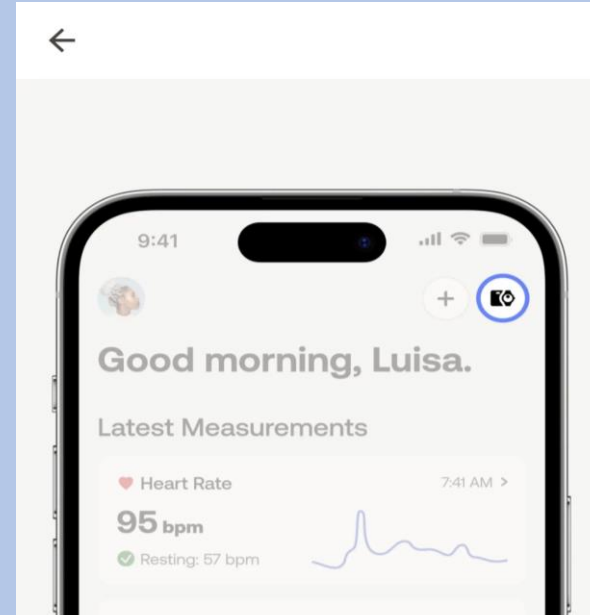 9:41
Good morning, Luisa.
Latest Measurements
Heart Rate 7:41 AM >
95 bpm
Resting: 57 bpm